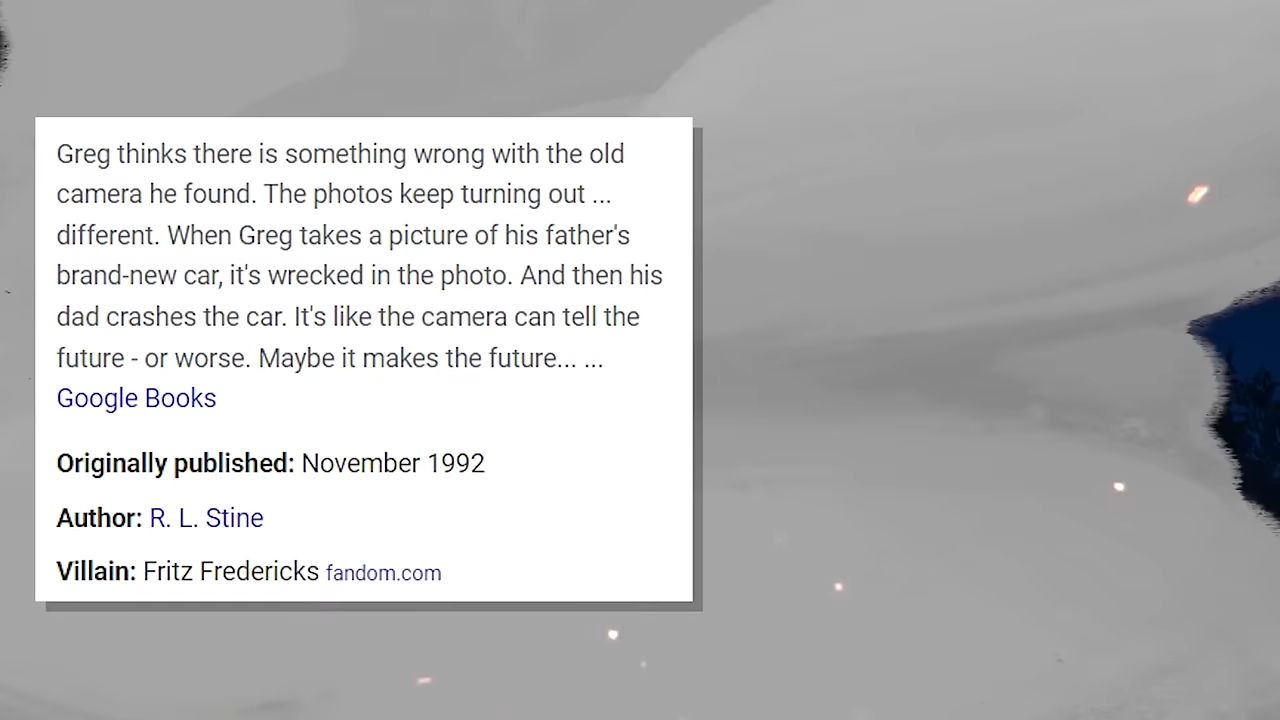 Greg thinks there is something wrong with the old
camera he found. The photos keep turning out ...
different. When Greg takes a picture of his father's
brand-new car, it's wrecked in the photo. And then his
dad crashes the car. It's like the camera can tell the
future - or worse. Maybe it makes the future... ...
Google Books
Originally published: November 1992
Author: R. L. Stine
Villain: Fritz Fredericks fandom.com